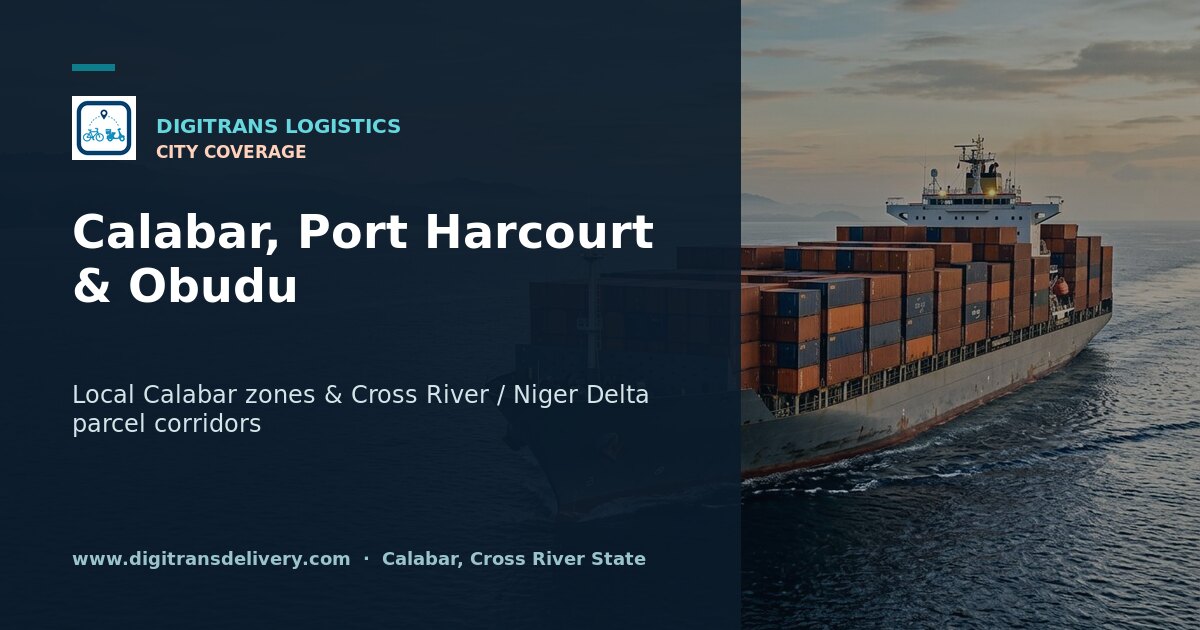 DIGITRANS LOGISTICS
CITY COVERAGE
Calabar, Port Harcourt
& Obudu
Local Calabar zones & Cross River / Niger Delta
parcel corridors
www.digitransdelivery.com · Calabar, Cross River State